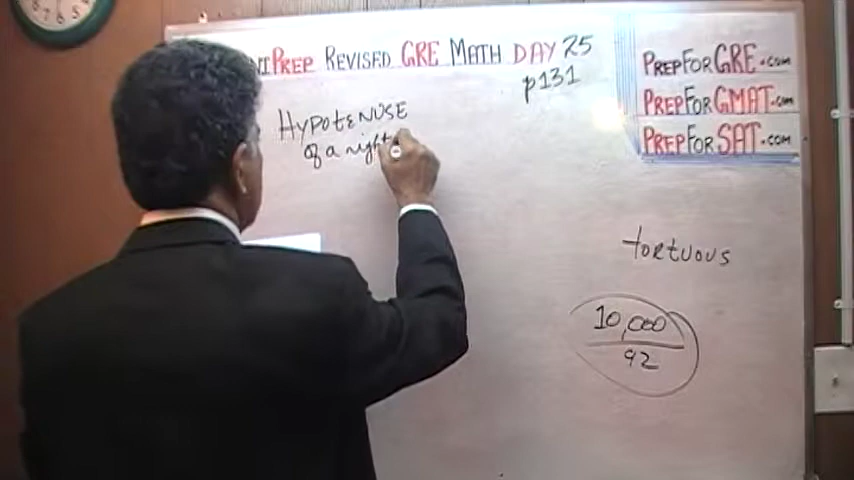 PREP REVISED GRE MATH DAY 25
p131
HYPOTENUSE
of a right
PREPFORGRE.com
PREPFORGMAT.com
PREPFORSAT.com
tortuous
10,000
92